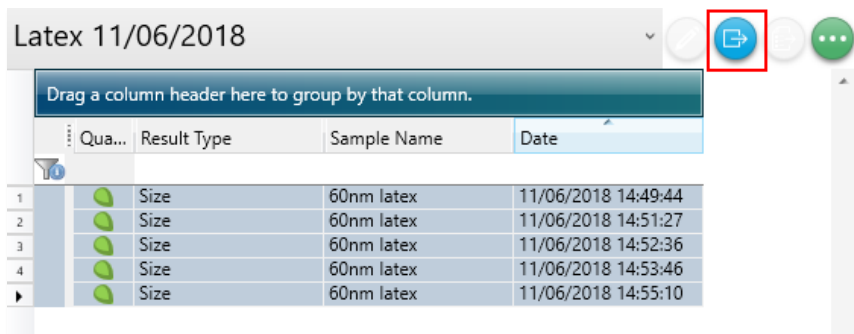 Latex 11/06/2018
Drag a column header here to group by that column.
Qua... Result Type Sample Name Date
1 Size 60nm latex 11/06/2018 14:49:44
2 Size 60nm latex 11/06/2018 14:51:27
3 Size 60nm latex 11/06/2018 14:52:36
4 Size 60nm latex 11/06/2018 14:53:46
Size 60nm latex 11/06/2018 14:55:10